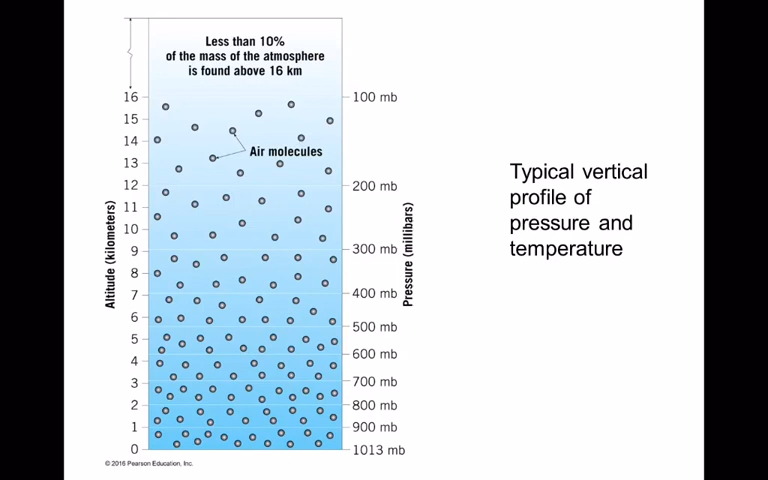 Less than 10%
of the mass of the atmosphere
is found above 16 km
16
15
14
13
12
11
10
9
8
7
6
5
4
3
2
1
0
Altitude (kilometers)
Air molecules
100 mb
200 mb
300 mb
400 mb
500 mb
600 mb
700 mb
800 mb
900 mb
1013 mb
Pressure (millibars)
Typical vertical
profile of
pressure and
temperature
© 2016 Pearson Education, Inc.